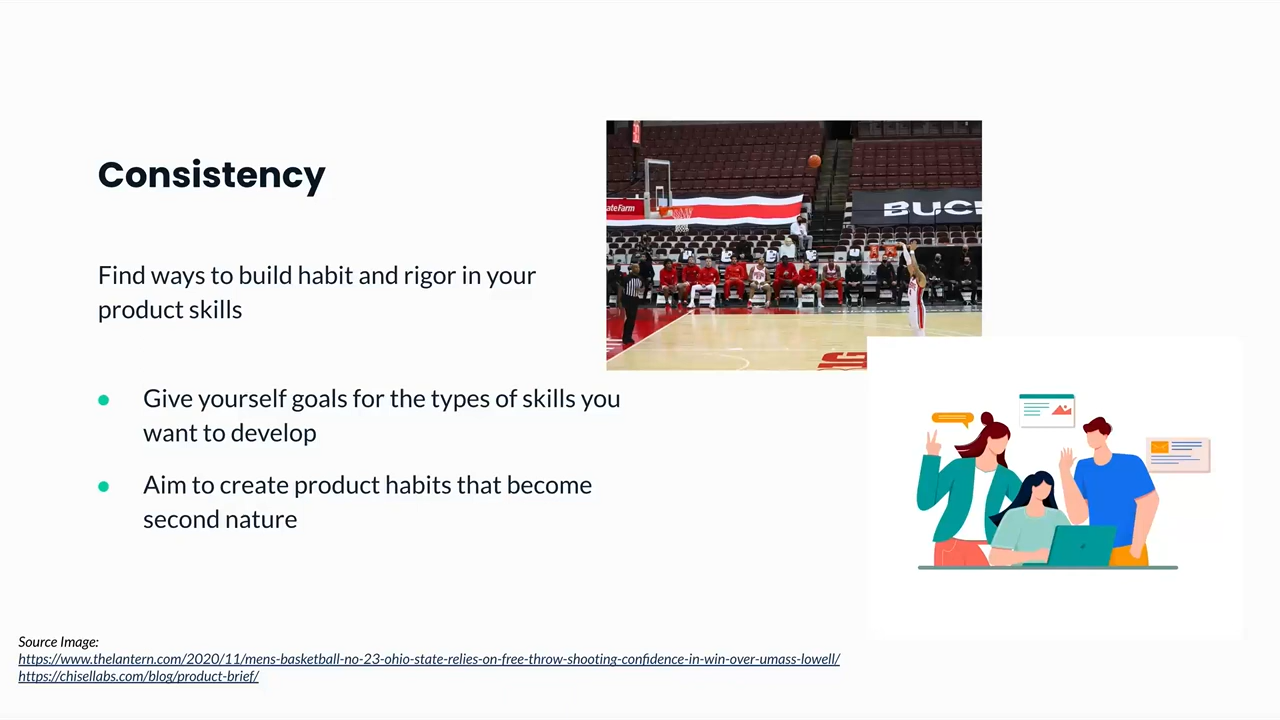 Consistency
Find ways to build habit and rigor in your
product skills
Give yourself goals for the types of skills you
want to develop
Aim to create product habits that become
second nature
ateFarm
BUC
Source Image:
https://www.thelantern.com/2020/11/mens-basketball-no-23-ohio-state-relies-on-free-throw-shooting-confidence-in-win-over-umass-lowell/
https://chisellabs.com/blog/product-brief/